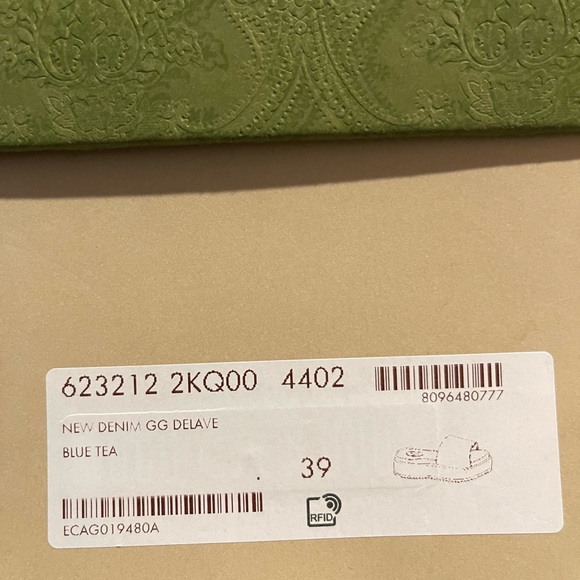 623212 2KQ00 4402
8096480777
NEW DENIM GG DELAVE
BLUE TEA
39
ECAG019480A
RFID